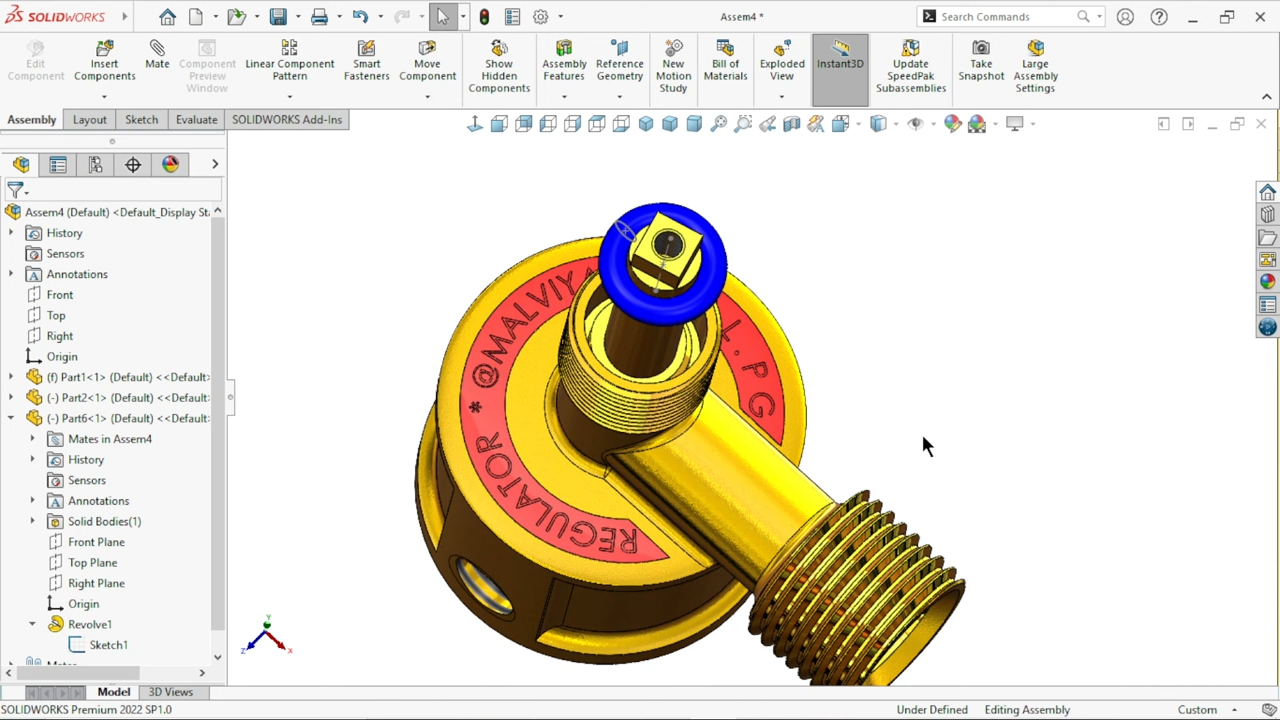 SOLIDWORKS
Assem4 *
Search Commands
Edit Component
Insert Components
Mate
Component Preview Window
Linear Component Pattern
Smart Fasteners
Move Component
Show Hidden Components
Assembly Features
Reference Geometry
New Motion Study
Bill of Materials
Exploded View
Instant3D
Update SpeedPak Subassemblies
Take Snapshot
Large Assembly Settings
Assembly
Layout
Sketch
Evaluate
SOLIDWORKS Add-Ins
Assem4 (Default) <Default_Display St
History
Sensors
Annotations
Front
Top
Right
Origin
(f) Part1<1> (Default) <<Default>
(-) Part2<1> (Default) <<Default>
(-) Part6<1> (Default) <<Default>
Mates in Assem4
History
Sensors
Annotations
Solid Bodies(1)
Front Plane
Top Plane
Right Plane
Origin
Revolve1
Sketch1
REGULATOR * @MALVIYA
L.PG
Y
Z
X
Model
3D Views
SOLIDWORKS Premium 2022 SP1.0
Under Defined
Editing Assembly
Custom